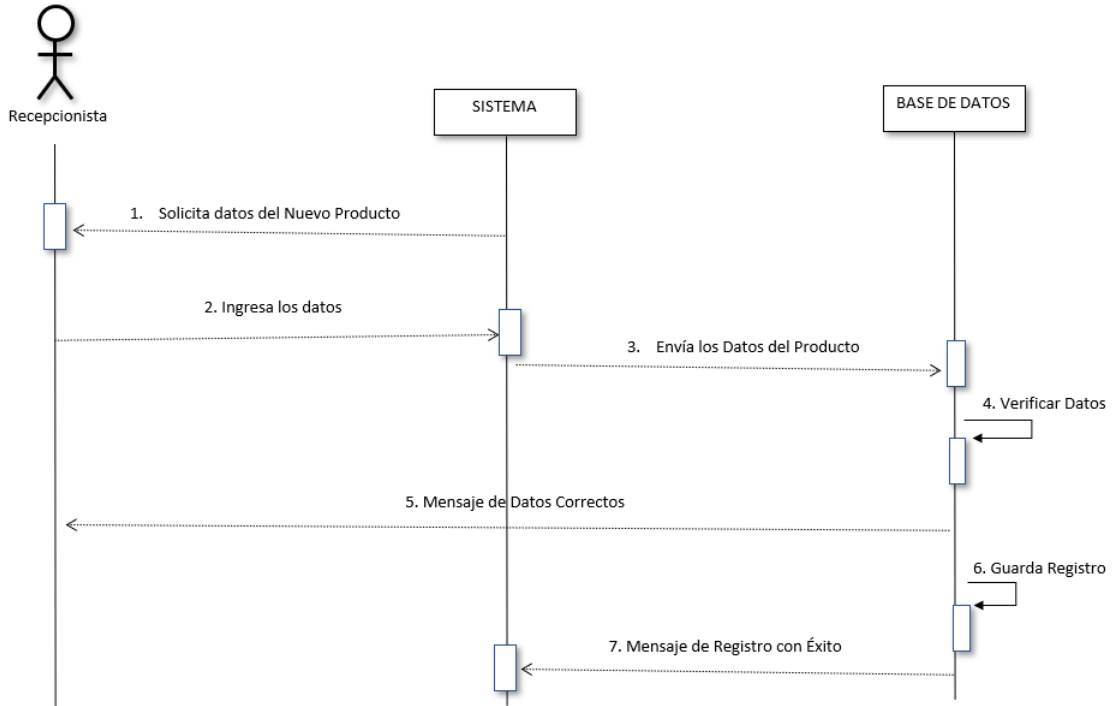 Recepcionista
SISTEMA
BASE DE DATOS
1. Solicita datos del Nuevo Producto
2. Ingresa los datos
3. Envía los Datos del Producto
4. Verificar Datos
5. Mensaje de Datos Correctos
6. Guarda Registro
7. Mensaje de Registro con Éxito